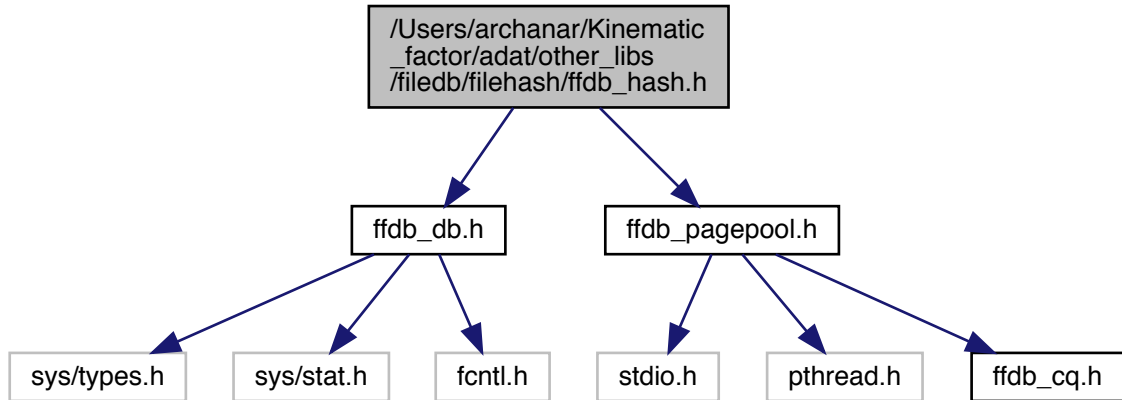 /Users/archanar/Kinematic
_factor/adat/other_libs
/filedb/filehash/ffdb_hash.h
ffdb_db.h
ffdb_pagepool.h
sys/types.h
sys/stat.h
fcntl.h
stdio.h
pthread.h
ffdb_cq.h